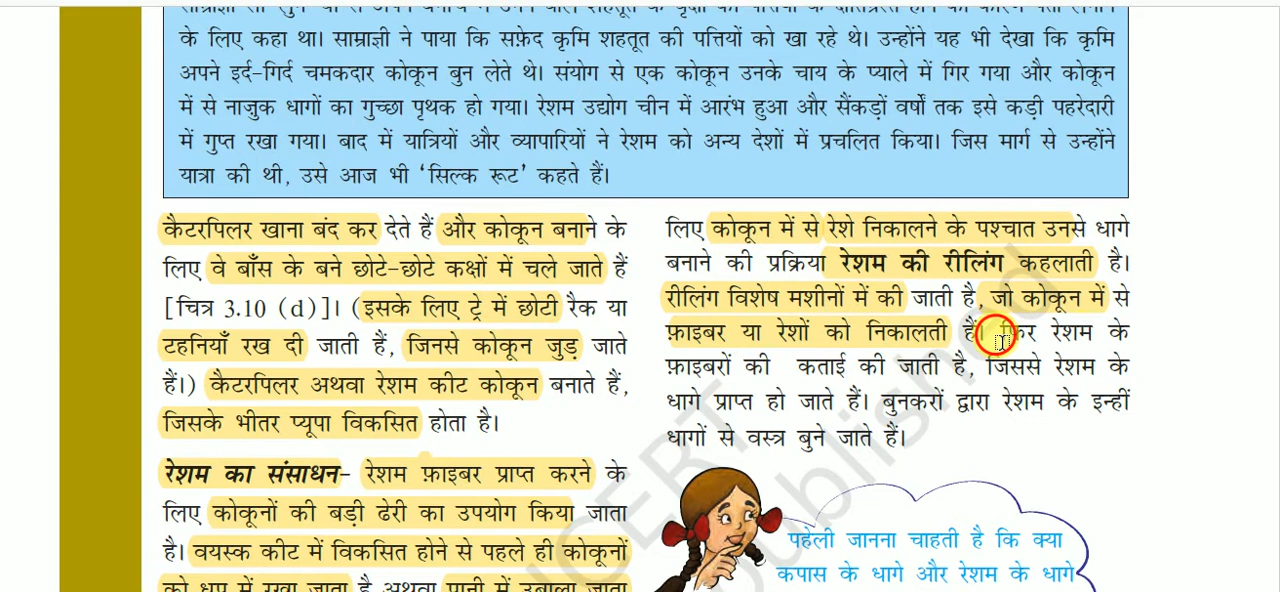 के लिए कहा था। साम्राज्ञी ने पाया कि सफ़ेद कृमि शहतूत की पत्तियों को खा रहे थे। उन्होंने यह भी देखा कि कृमि
अपने इर्द-गिर्द चमकदार कोकून बुन लेते थे। संयोग से एक कोकून उनके चाय के प्याले में गिर गया और कोकून
में से नाजुक धागों का गुच्छा पृथक हो गया। रेशम उद्योग चीन में आरंभ हुआ और सैंकड़ों वर्षों तक इसे कड़ी पहरेदारी
में गुप्त रखा गया। बाद में यात्रियों और व्यापारियों ने रेशम को अन्य देशों में प्रचलित किया। जिस मार्ग से उन्होंने
यात्रा की थी, उसे आज भी ‘सिल्क रूट’ कहते हैं।
कैटरपिलर खाना बंद कर देते हैं और कोकून बनाने के
लिए वे बाँस के बने छोटे-छोटे कक्षों में चले जाते हैं
[चित्र 3.10 (d)]। (इसके लिए ट्रे में छोटी रैक या
टहनियाँ रख दी जाती हैं, जिनसे कोकून जुड़ जाते
हैं।) कैटरपिलर अथवा रेशम कीट कोकून बनाते हैं,
जिसके भीतर प्यूपा विकसित होता है।
रेशम का संसाधन– रेशम फ़ाइबर प्राप्त करने के
लिए कोकूनों की बड़ी ढेरी का उपयोग किया जाता
है। वयस्क कीट में विकसित होने से पहले ही कोकूनों
को धूप में रखा जाता है अथवा पानी में उबाला जाता
लिए कोकून में से रेशे निकालने के पश्चात उनसे धागे
बनाने की प्रक्रिया रेशम की रीलिंग कहलाती है।
रीलिंग विशेष मशीनों में की जाती है, जो कोकून में से
फ़ाइबर या रेशों को निकालती हैं। फिर रेशम के
फ़ाइबरों की कताई की जाती है, जिससे रेशम के
धागे प्राप्त हो जाते हैं। बुनकरों द्वारा रेशम के इन्हीं
धागों से वस्त्र बुने जाते हैं।
पहेली जानना चाहती है कि क्या
कपास के धागे और रेशम के धागे